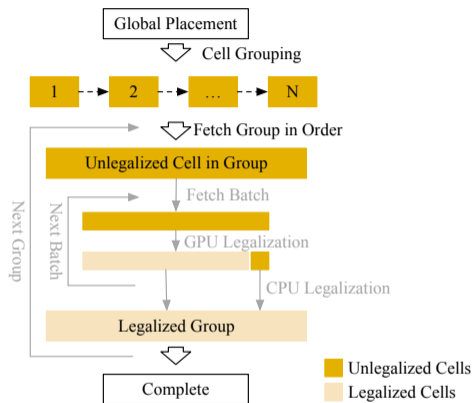 Global Placement
Cell Grouping
1 2 ... N
Fetch Group in Order
Unlegalized Cell in Group
Fetch Batch
Next Group
Next Batch
GPU Legalization
CPU Legalization
Legalized Group
Complete
Unlegalized Cells
Legalized Cells